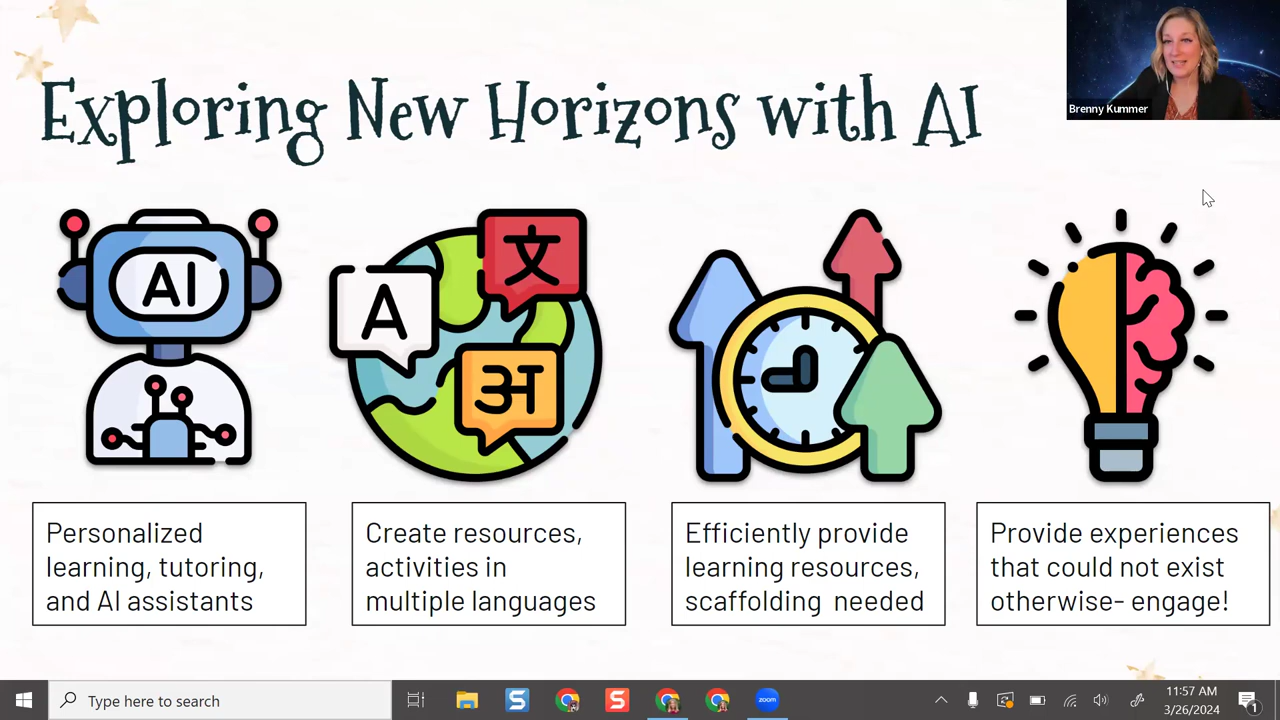 Exploring New Horizons with AI
Brenny Kummer
AI
A
文
अ
Personalized
learning, tutoring,
and AI assistants
Create resources,
activities in
multiple languages
Efficiently provide
learning resources,
scaffolding needed
Provide experiences
that could not exist
otherwise- engage!
Type here to search
S
S
zoom
11:57 AM
3/26/2024
1